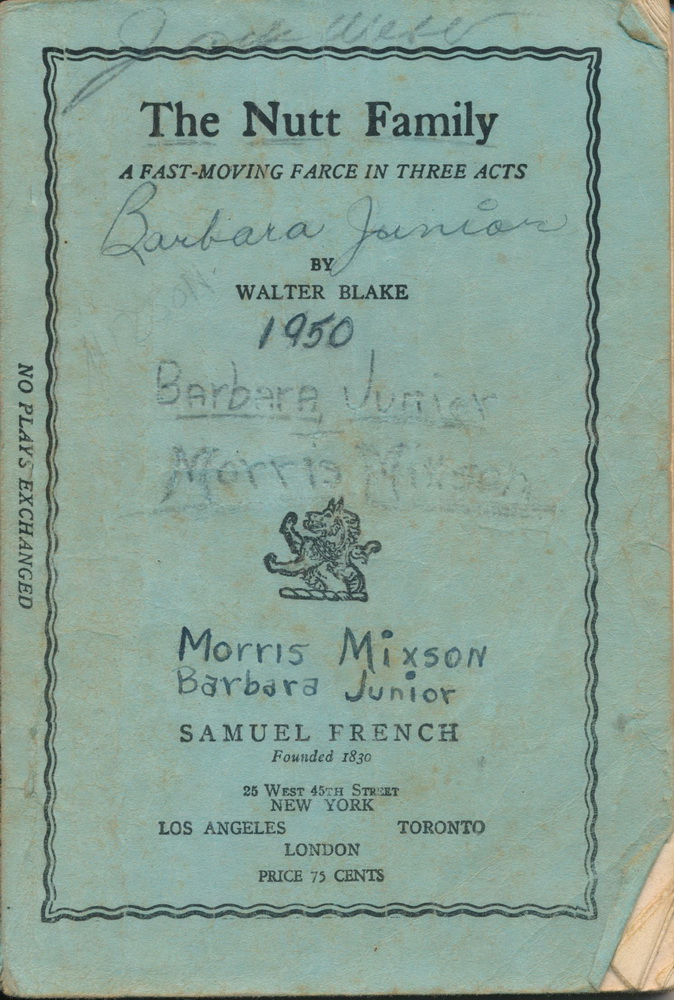 The Nutt Family
A FAST-MOVING FARCE IN THREE ACTS
Barbara Junior
BY
WALTER BLAKE
1950
Barbara Junior
Morris Mixson
Morris Mixson
Barbara Junior
SAMUEL FRENCH
Founded 1830
25 WEST 45TH STREET
NEW YORK
LOS ANGELES TORONTO
LONDON
PRICE 75 CENTS
NO PLAYS EXCHANGED